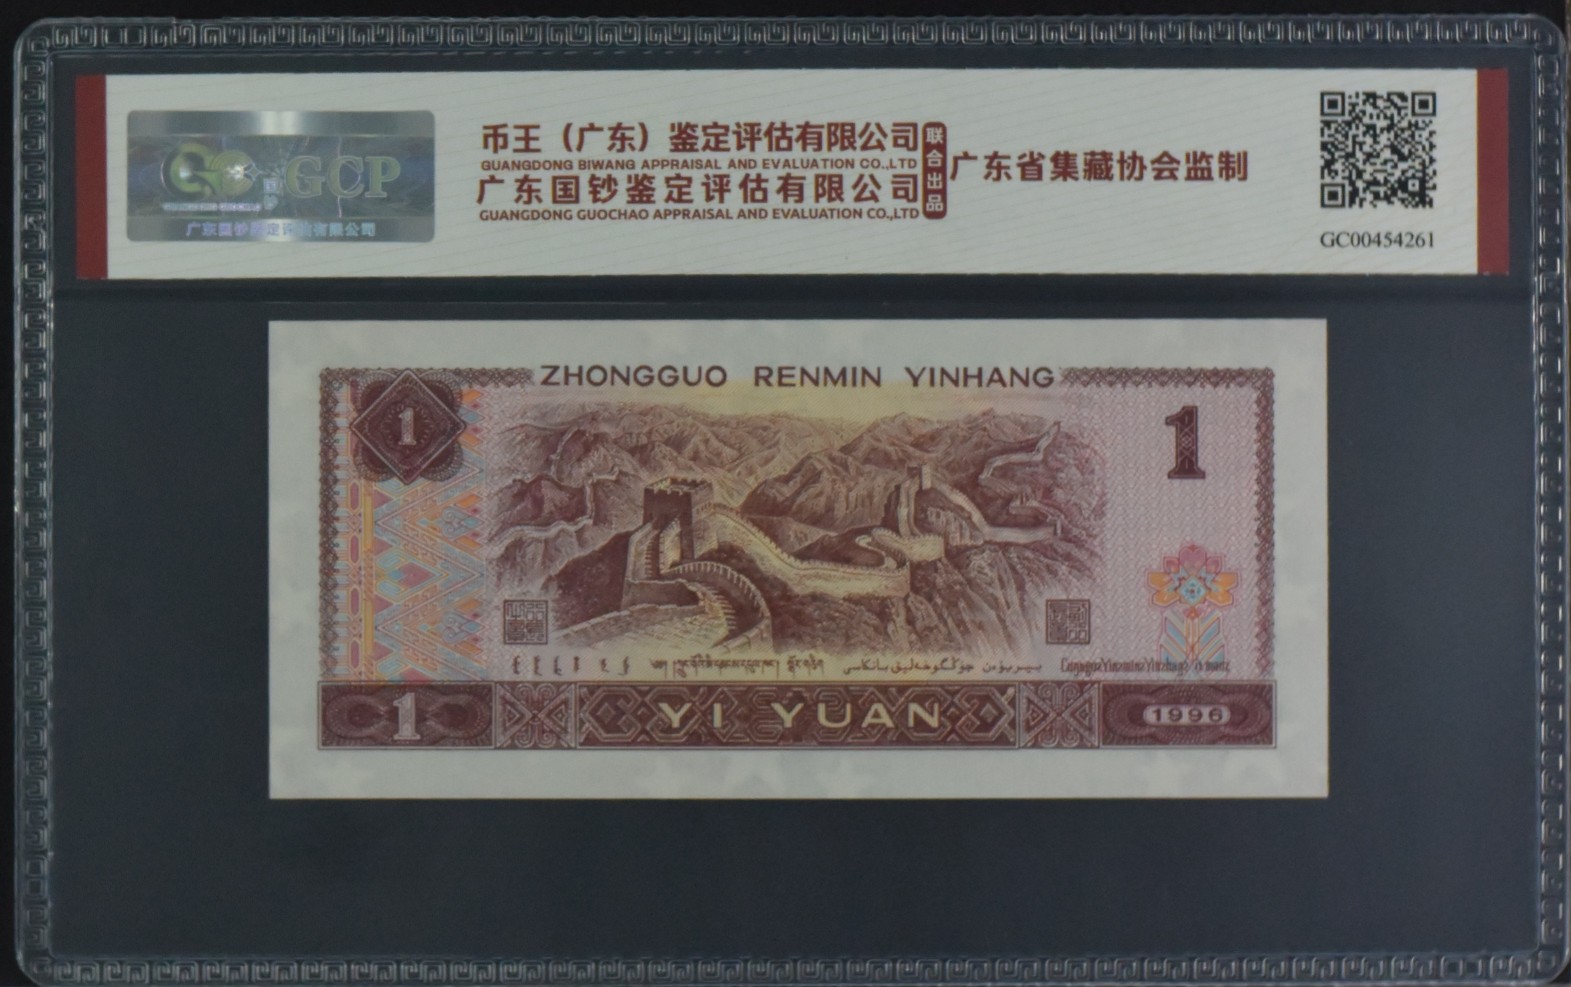 币王（广东）鉴定评估有限公司
GUANGDONG BIWANG APPRAISAL AND EVALUATION CO.,LTD
广东国钞鉴定评估有限公司
GUANGDONG GUOCHAO APPRAISAL AND EVALUATION CO.,LTD
联合出品
广东省集藏协会监制
GCP
广东国钞鉴定评估有限公司
GC00454261
ZHONGGUO RENMIN YINHANG
1
1
1 YI YUAN 1996